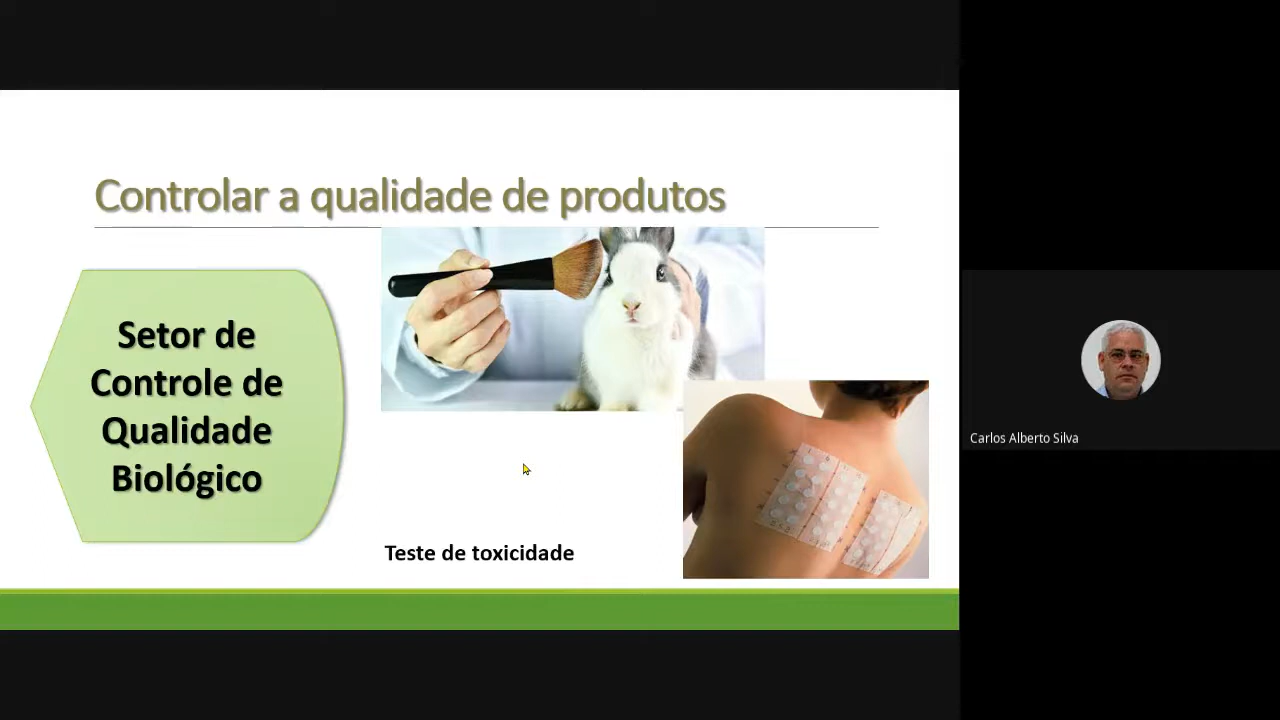 Controlar a qualidade de produtos
Setor de
Controle de
Qualidade
Biológico
Teste de toxicidade
Carlos Alberto Silva